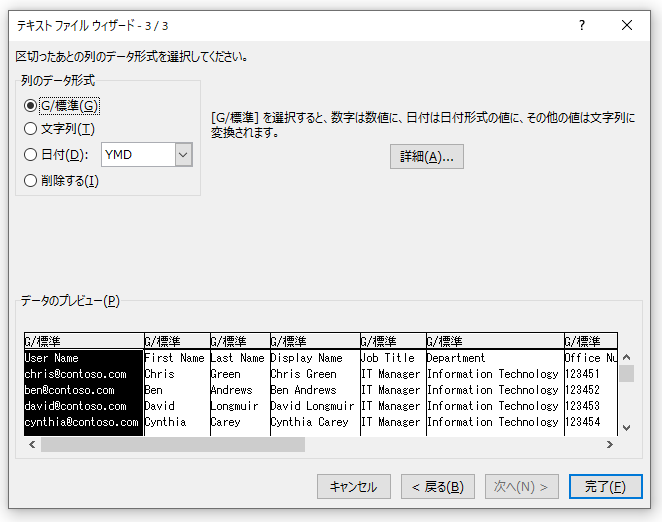 テキスト ファイル ウィザード - 3 / 3
? ×
区切ったあとの列のデータ形式を選択してください。
列のデータ形式
G/標準(G)
文字列(T)
日付(D): YMD
削除する(I)
[G/標準] を選択すると、数字は数値に、日付は日付形式の値に、その他の値は文字列に
変換されます。
詳細(A)...
データのプレビュー(P)
G/標準 G/標準 G/標準 G/標準 G/標準 G/標準 G/標準
User Name First Name Last Name Display Name Job Title Department Office Nu
chris@contoso.com Chris Green Chris Green IT Manager Information Technology 123451
ben@contoso.com Ben Andrews Ben Andrews IT Manager Information Technology 123452
david@contoso.com David Longmuir David Longmuir IT Manager Information Technology 123453
cynthia@contoso.com Cynthia Carey Cynthia Carey IT Manager Information Technology 123454
キャンセル < 戻る(B) 次へ(N) > 完了(F)